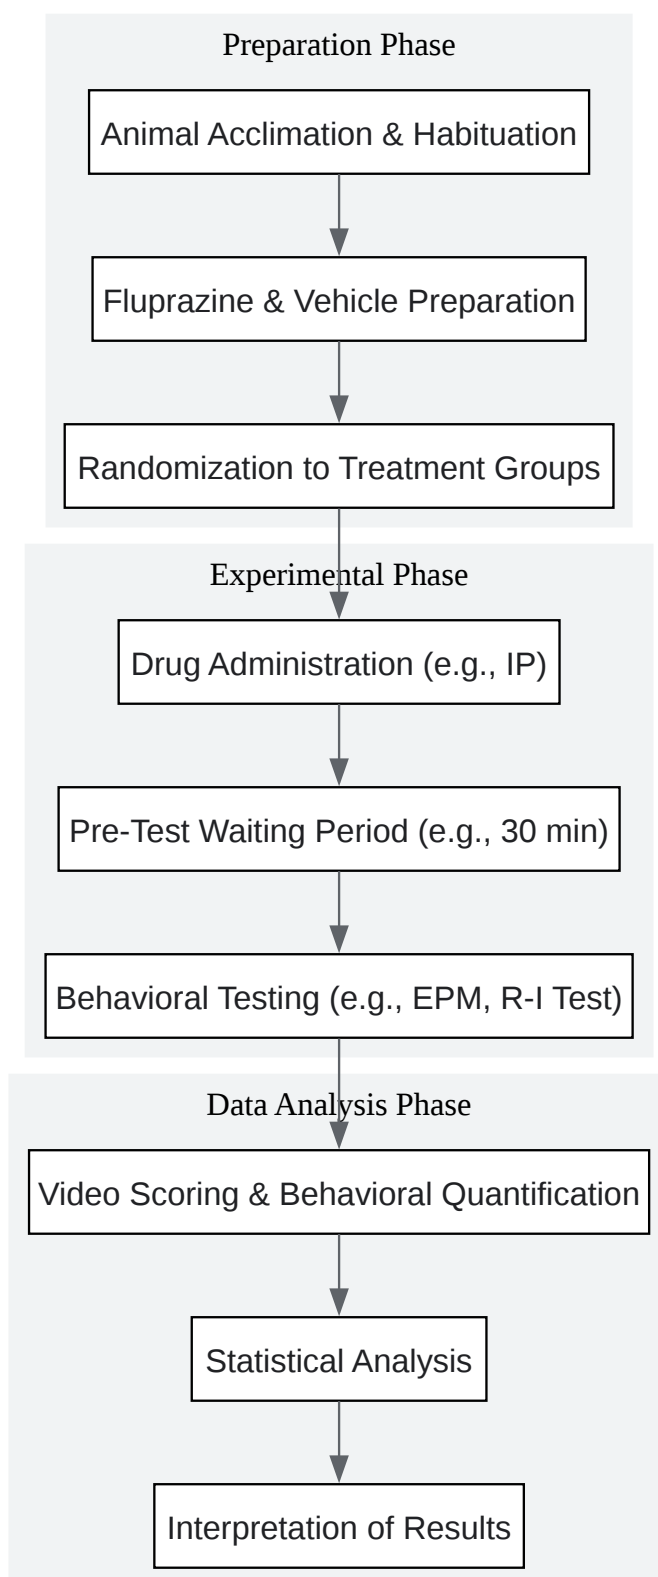 Preparation Phase
Animal Acclimation & Habituation
Fluprazine & Vehicle Preparation
Randomization to Treatment Groups
Experimental Phase
Drug Administration (e.g., IP)
Pre-Test Waiting Period (e.g., 30 min)
Behavioral Testing (e.g., EPM, R-I Test)
Data Analysis Phase
Video Scoring & Behavioral Quantification
Statistical Analysis
Interpretation of Results